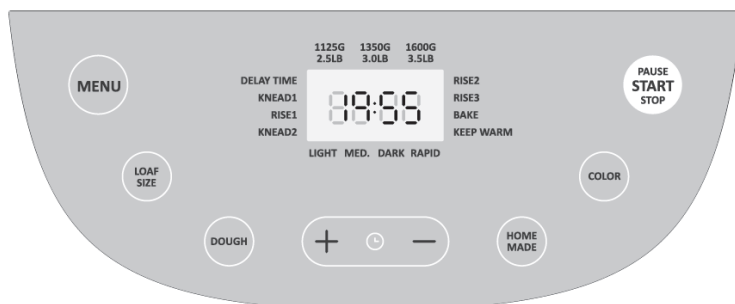 1125G 1350G 1600G
2.5LB 3.0LB 3.5LB
MENU
DELAY TIME
KNEAD1
RISE1
KNEAD2
19:55
RISE2
RISE3
BAKE
KEEP WARM
LIGHT MED. DARK RAPID
PAUSE
START
STOP
LOAF
SIZE
COLOR
DOUGH
+ −
HOME
MADE